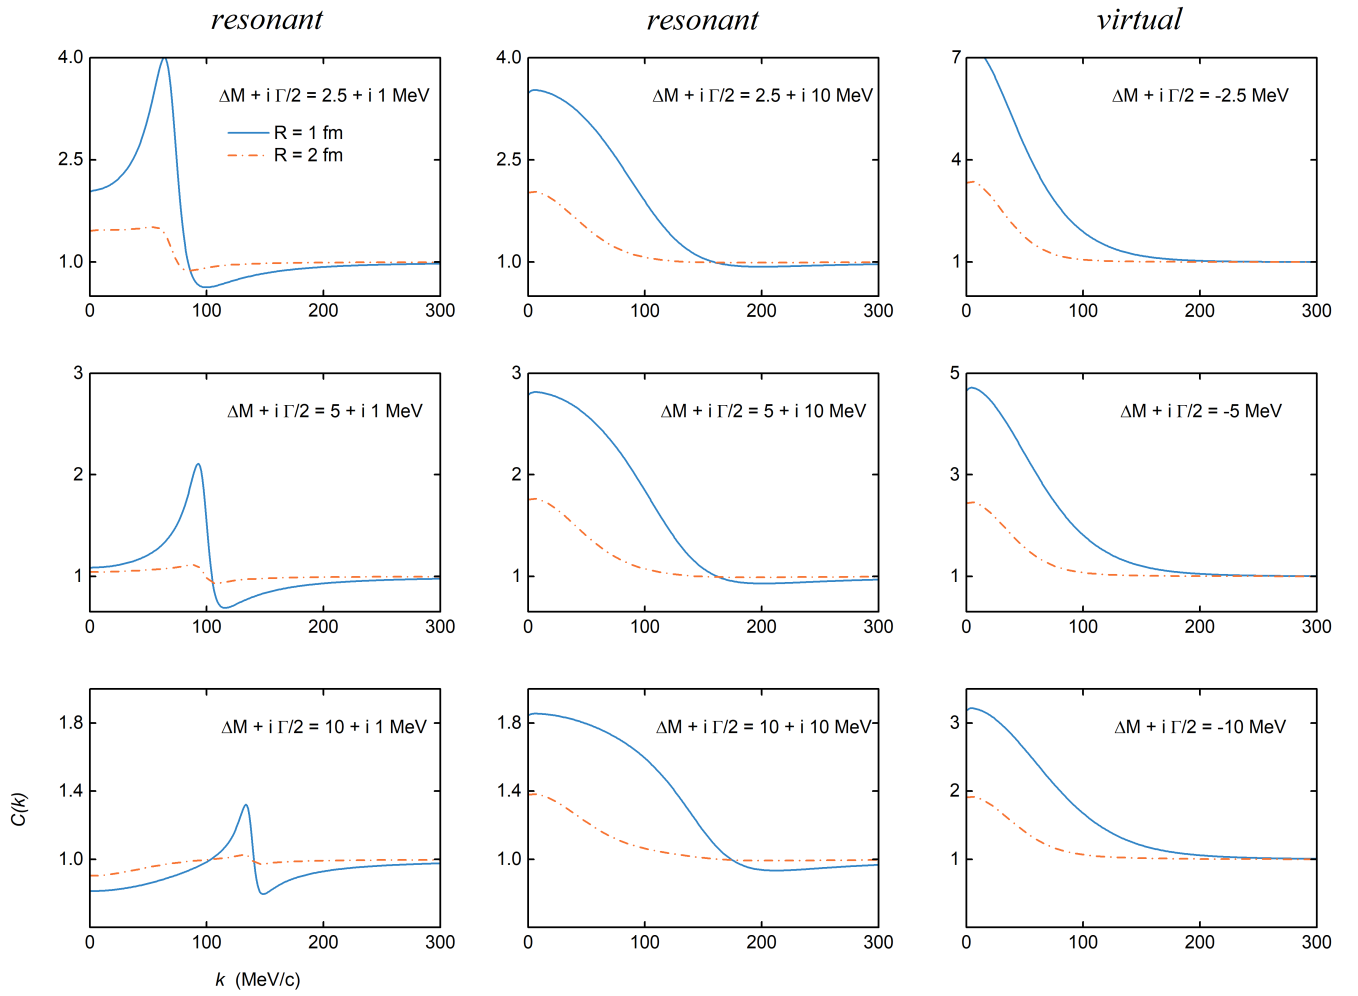 resonant
resonant
virtual
4.0
2.5
1.0
0 100 200 300
ΔM + i Γ/2 = 2.5 + i 1 MeV
R = 1 fm
R = 2 fm
4.0
2.5
1.0
0 100 200 300
ΔM + i Γ/2 = 2.5 + i 10 MeV
7
4
1
0 100 200 300
ΔM + i Γ/2 = -2.5 MeV
3
2
1
0 100 200 300
ΔM + i Γ/2 = 5 + i 1 MeV
3
2
1
0 100 200 300
ΔM + i Γ/2 = 5 + i 10 MeV
5
3
1
0 100 200 300
ΔM + i Γ/2 = -5 MeV
C(k)
1.8
1.4
1.0
0 100 200 300
ΔM + i Γ/2 = 10 + i 1 MeV
k (MeV/c)
1.8
1.4
1.0
0 100 200 300
ΔM + i Γ/2 = 10 + i 10 MeV
3
2
1
0 100 200 300
ΔM + i Γ/2 = -10 MeV